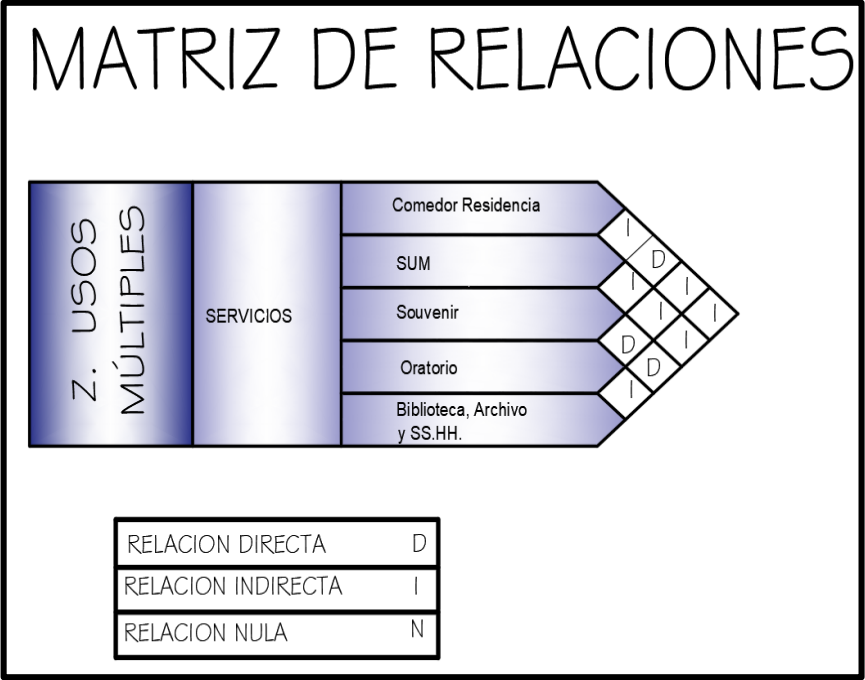 MATRIZ DE RELACIONES
Z. USOS
MÚLTIPLES
SERVICIOS
Comedor Residencia
SUM
Souvenir
Oratorio
Biblioteca, Archivo
y SS.HH.
I
D
I I
I I
D I
D
I
RELACION DIRECTA D
RELACION INDIRECTA I
RELACION NULA N